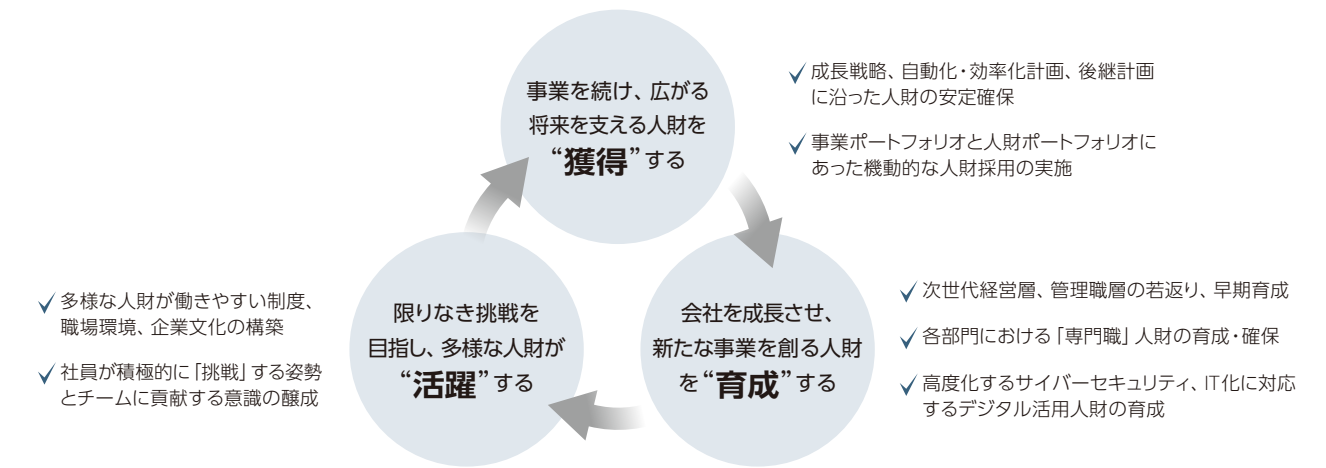 事業を続け、広がる
将来を支える人財を
“獲得”する
✓ 成長戦略、自動化・効率化計画、後継計画
に沿った人財の安定確保
✓ 事業ポートフォリオと人財ポートフォリオに
あった機動的な人財採用の実施
会社を成長させ、
新たな事業を創る人財
を“育成”する
✓ 次世代経営層、管理職層の若返り、早期育成
✓ 各部門における「専門職」人財の育成・確保
✓ 高度化するサイバーセキュリティ、IT化に対応
するデジタル活用人財の育成
限りなき挑戦を
目指し、多様な人財が
“活躍”する
✓ 多様な人財が働きやすい制度、
職場環境、企業文化の構築
✓ 社員が積極的に「挑戦」する姿勢
とチームに貢献する意識の醸成